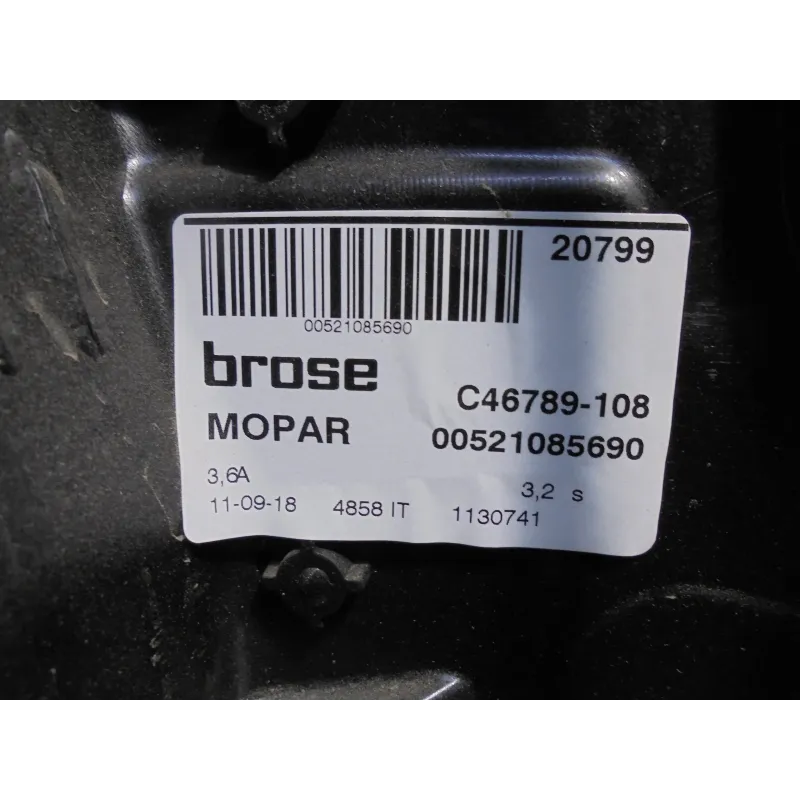 20799
00521085690
brose
C46789-108
MOPAR 00521085690
3,6A 3,2 s
11-09-18 4858 IT 1130741